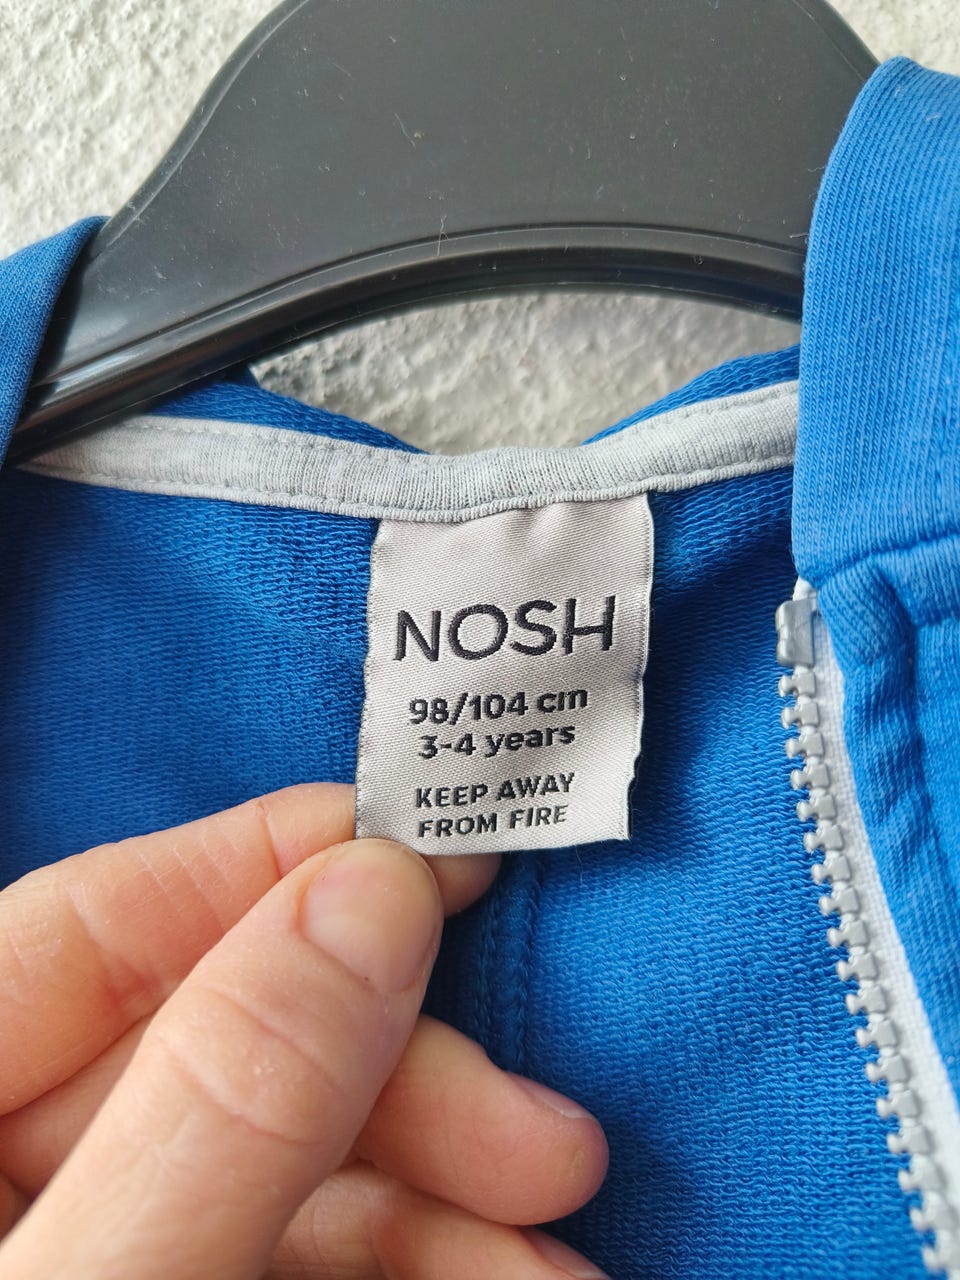 NOSH
98/104 cm
3-4 years
KEEP AWAY
FROM FIRE